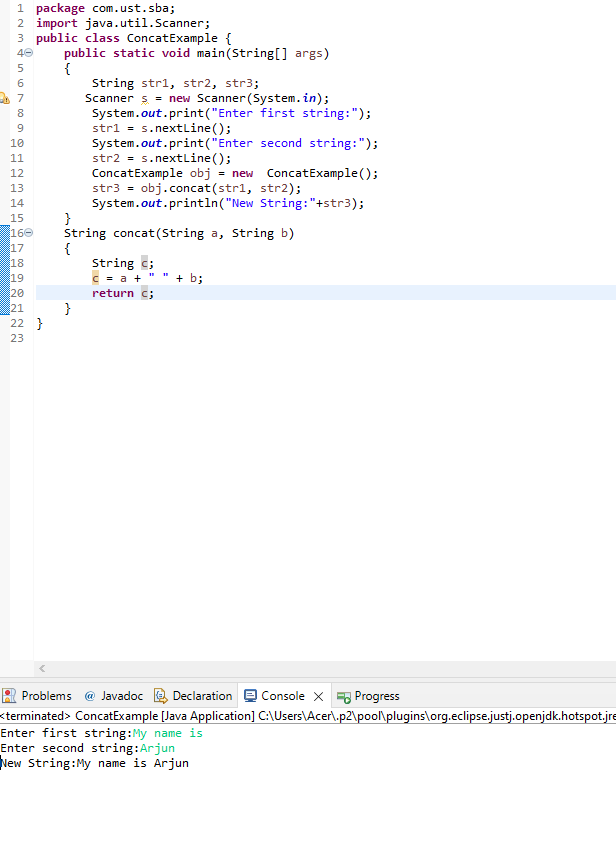 1 package com.ust.sba;
2 import java.util.Scanner;
3 public class ConcatExample {
4 public static void main(String[] args)
5 {
6 String str1, str2, str3;
7 Scanner s = new Scanner(System.in);
8 System.out.print("Enter first string:");
9 str1 = s.nextLine();
10 System.out.print("Enter second string:");
11 str2 = s.nextLine();
12 ConcatExample obj = new  ConcatExample();
13 str3 = obj.concat(str1, str2);
14 System.out.println("New String:"+str3);
15 }
16 String concat(String a, String b)
17 {
18 String c;
19 c = a + " " + b;
20 return c;
21 }
22 }
23
Problems @ Javadoc Declaration Console Progress
<terminated> ConcatExample [Java Application] C:\Users\Acer\.p2\pool\plugins\org.eclipse.justj.openjdk.hotspot.jre
Enter first string:My name is
Enter second string:Arjun
New String:My name is Arjun